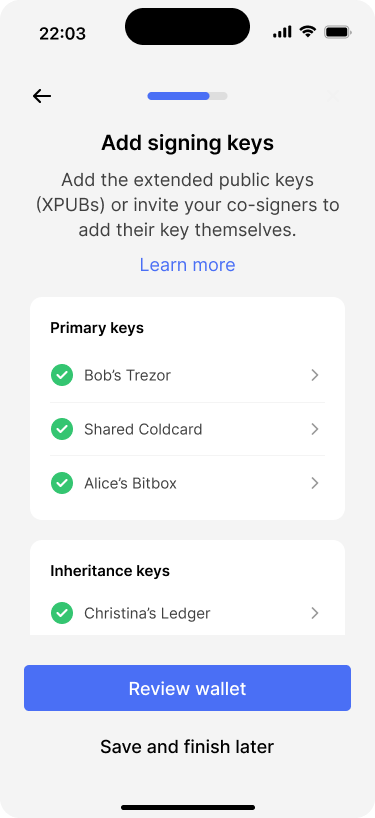 22:03
Add signing keys
Add the extended public keys
(XPUBs) or invite your co-signers to
add their key themselves.
Learn more
Primary keys
Bob’s Trezor
Shared Coldcard
Alice’s Bitbox
Inheritance keys
Christina’s Ledger
Review wallet
Save and finish later